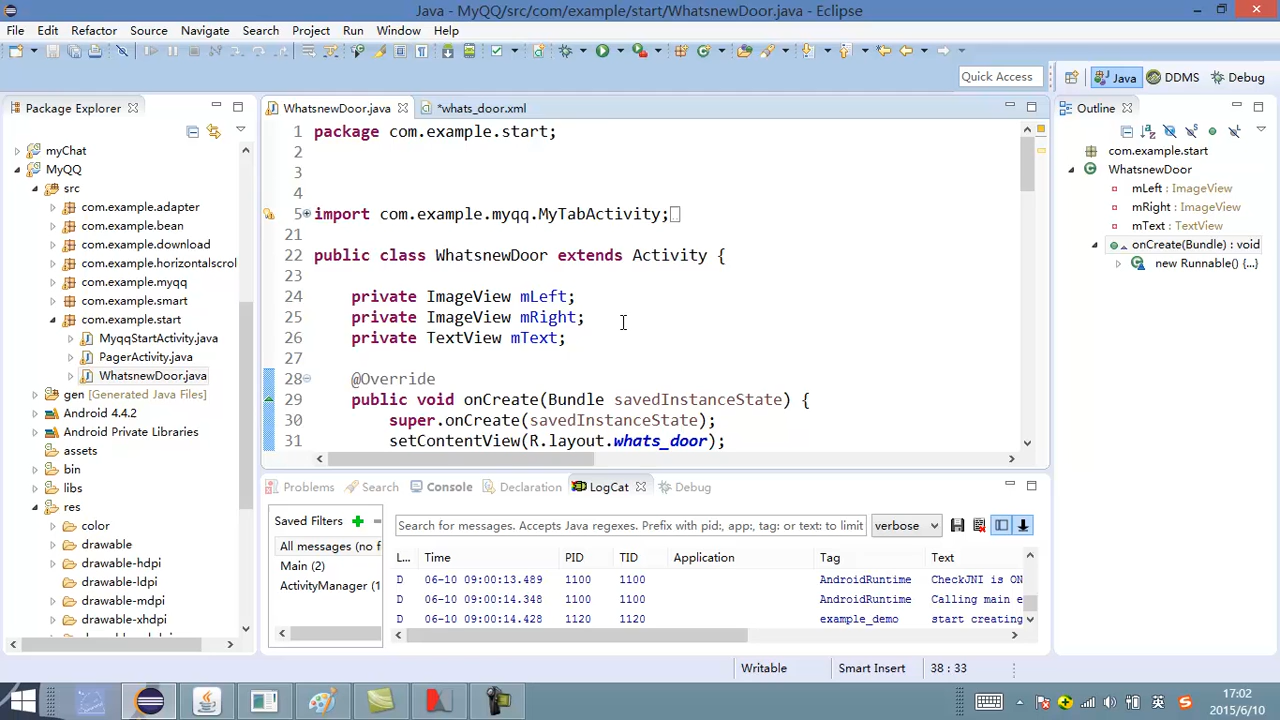 Java - MyQQ/src/com/example/start/WhatsnewDoor.java - Eclipse
File Edit Refactor Source Navigate Search Project Run Window Help
Quick Access Java DDMS Debug
Package Explorer
myChat
MyQQ
src
com.example.adapter
com.example.bean
com.example.download
com.example.horizontalscrol
com.example.myqq
com.example.smart
com.example.start
MyqqStartActivity.java
PagerActivity.java
WhatsnewDoor.java
gen [Generated Java Files]
Android 4.4.2
Android Private Libraries
assets
bin
libs
res
color
drawable
drawable-hdpi
drawable-ldpi
drawable-mdpi
drawable-xhdpi
WhatsnewDoor.java *whats_door.xml
1 package com.example.start;
2
3
4
5 import com.example.myqq.MyTabActivity;
21
22 public class WhatsnewDoor extends Activity {
23
24 private ImageView mLeft;
25 private ImageView mRight;
26 private TextView mText;
27
28 @Override
29 public void onCreate(Bundle savedInstanceState) {
30 super.onCreate(savedInstanceState);
31 setContentView(R.layout.whats_door);
Outline
com.example.start
WhatsnewDoor
mLeft : ImageView
mRight : ImageView
mText : TextView
onCreate(Bundle) : void
new Runnable() {...}
Problems Search Console Declaration LogCat Debug
Saved Filters
All messages (no f
Main (2)
ActivityManager (1
Search for messages. Accepts Java regexes. Prefix with pid:, app:, tag: or text: to limit verbose
L... Time PID TID Application Tag Text
D 06-10 09:00:13.489 1100 1100 AndroidRuntime CheckJNI is ON
D 06-10 09:00:14.348 1100 1100 AndroidRuntime Calling main e
D 06-10 09:00:14.428 1120 1120 example_demo start creating
Writable Smart Insert 38 : 33
英
17:02
2015/6/10